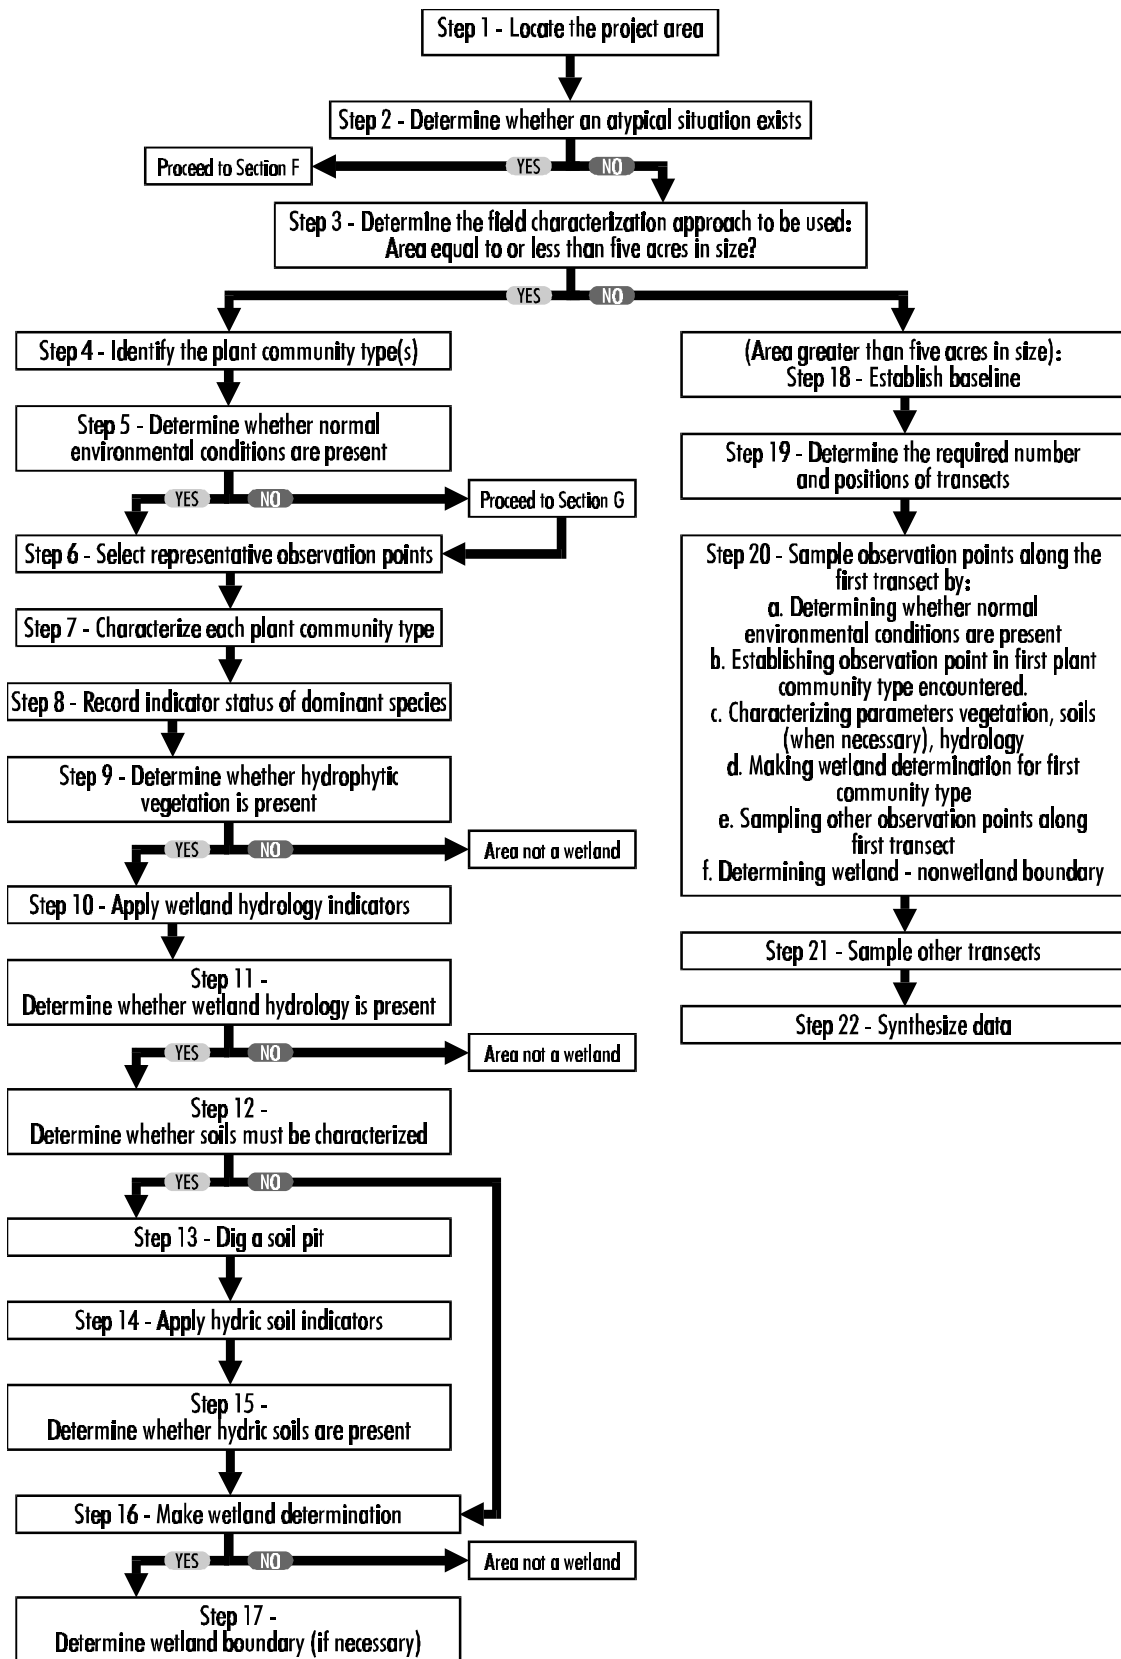 Step 1 - Locate the project area
Step 2 - Determine whether an atypical situation exists
YES NO
Proceed to Section F
Step 3 - Determine the field characterization approach to be used:
Area equal to or less than five acres in size?
YES NO
Step 4 - Identify the plant community type(s)
Step 5 - Determine whether normal
environmental conditions are present
YES NO
Proceed to Section G
Step 6 - Select representative observation points
Step 7 - Characterize each plant community type
Step 8 - Record indicator status of dominant species
Step 9 - Determine whether hydrophytic
vegetation is present
YES NO
Area not a wetland
Step 10 - Apply wetland hydrology indicators
Step 11 -
Determine whether wetland hydrology is present
YES NO
Area not a wetland
Step 12 -
Determine whether soils must be characterized
YES NO
Step 13 - Dig a soil pit
Step 14 - Apply hydric soil indicators
Step 15 -
Determine whether hydric soils are present
Step 16 - Make wetland determination
YES NO
Area not a wetland
Step 17 -
Determine wetland boundary (if necessary)
(Area greater than five acres in size):
Step 18 - Establish baseline
Step 19 - Determine the required number
and positions of transects
Step 20 - Sample observation points along the
first transect by:
a. Determining whether normal
environmental conditions are present
b. Establishing observation point in first plant
community type encountered.
c. Characterizing parameters vegetation, soils
(when necessary), hydrology
d. Making wetland determination for first
community type
e. Sampling other observation points along
first transect
f. Determining wetland - nonwetland boundary
Step 21 - Sample other transects
Step 22 - Synthesize data